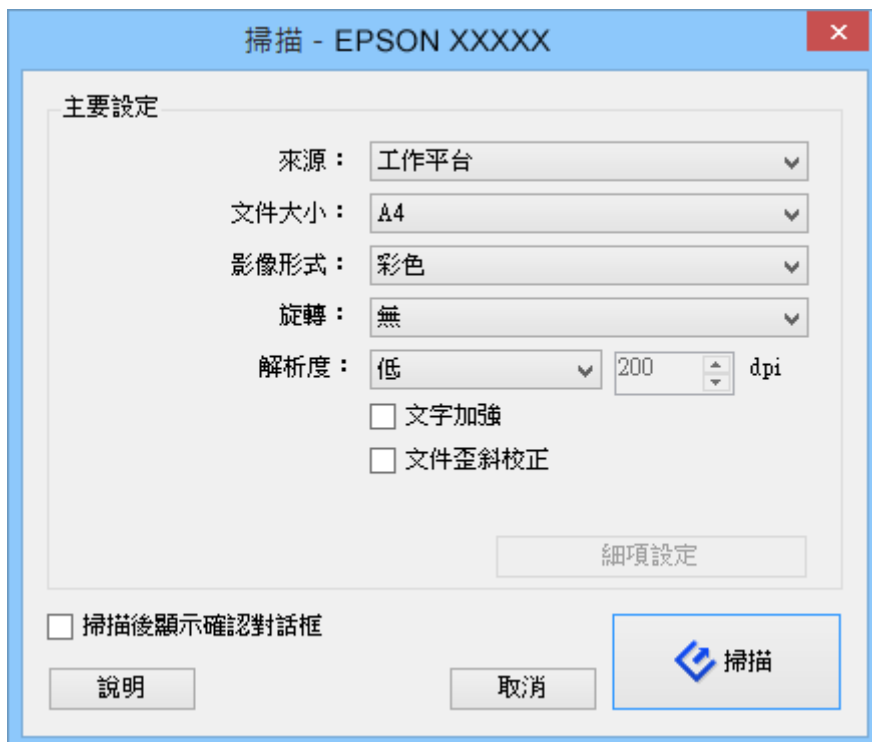 掃描 - EPSON XXXXX
主要設定
來源： 工作平台
文件大小： A4
影像形式： 彩色
旋轉： 無
解析度： 低 200 dpi
文字加強
文件歪斜校正
細項設定
掃描後顯示確認對話框
說明 取消 掃描